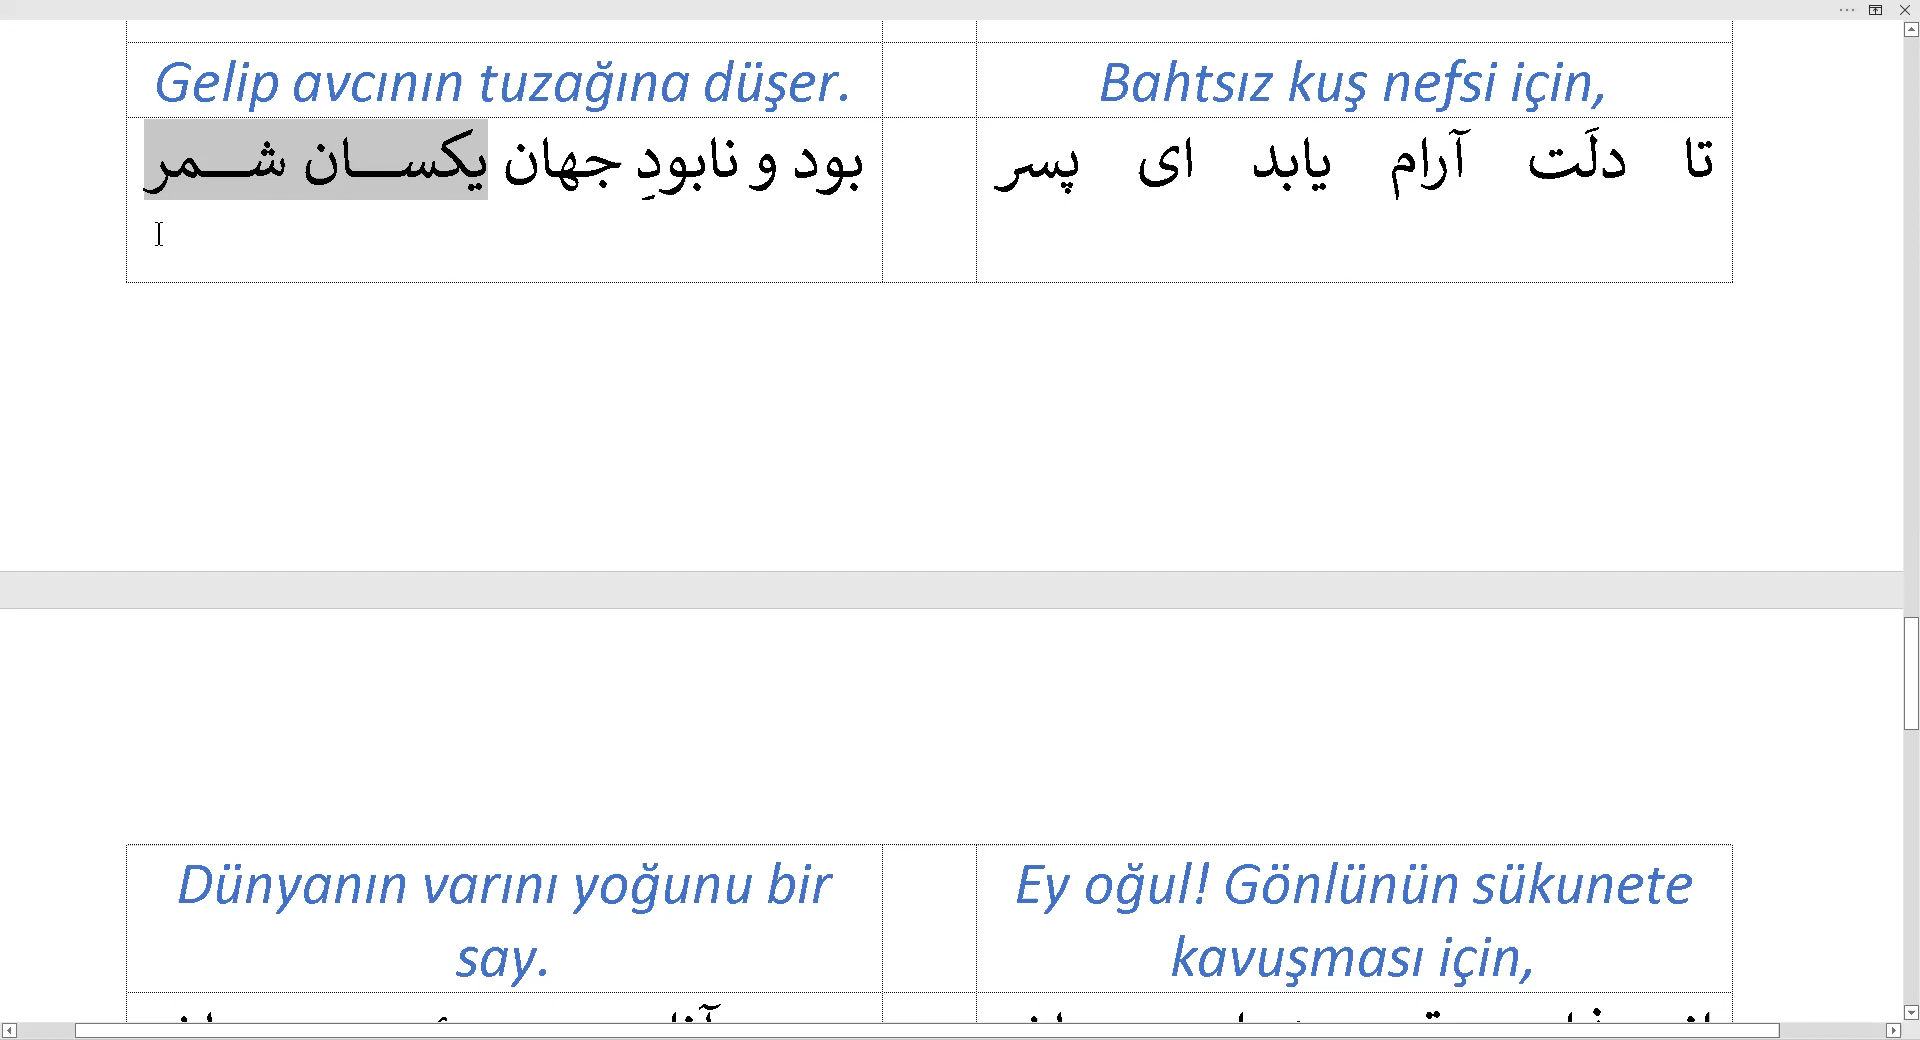 Gelip avcının tuzağına düşer.
Bahtsız kuş nefsi için,
تا دلَت آرام یابد ای پسر
بود و نابودِ جهان یکســـان شـــمر
Dünyanın varını yoğunu bir
say.
Ey oğul! Gönlünün sükunete
kavuşması için,